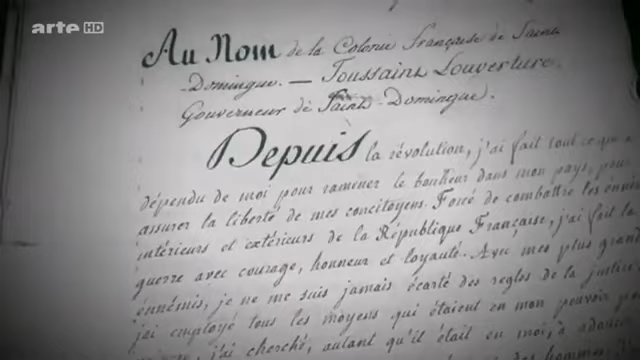 arte HD
Au Nom de la Colonie Française de Saint
-Domingue. — Toussaint Louverture.
Gouverneur de Saint-Domingue.
Depuis la révolution, j'ai fait tout ce que
dépendu de moi pour ramener le bonheur dans mon pays, pour
assurer la liberté de mes concitoyens. Forcé de combattre les ennemis
intérieurs et extérieurs de la République Française, j'ai fait la
guerre avec courage, honneur et loyauté. Avec mes plus grand
ennémis, je ne me suis jamais écarté des règles de la justice,
j'ai employé tous les moyens qui étaient en mon pouvoir pour
j'ai cherché, autant qu'il était en moi, à adoucir